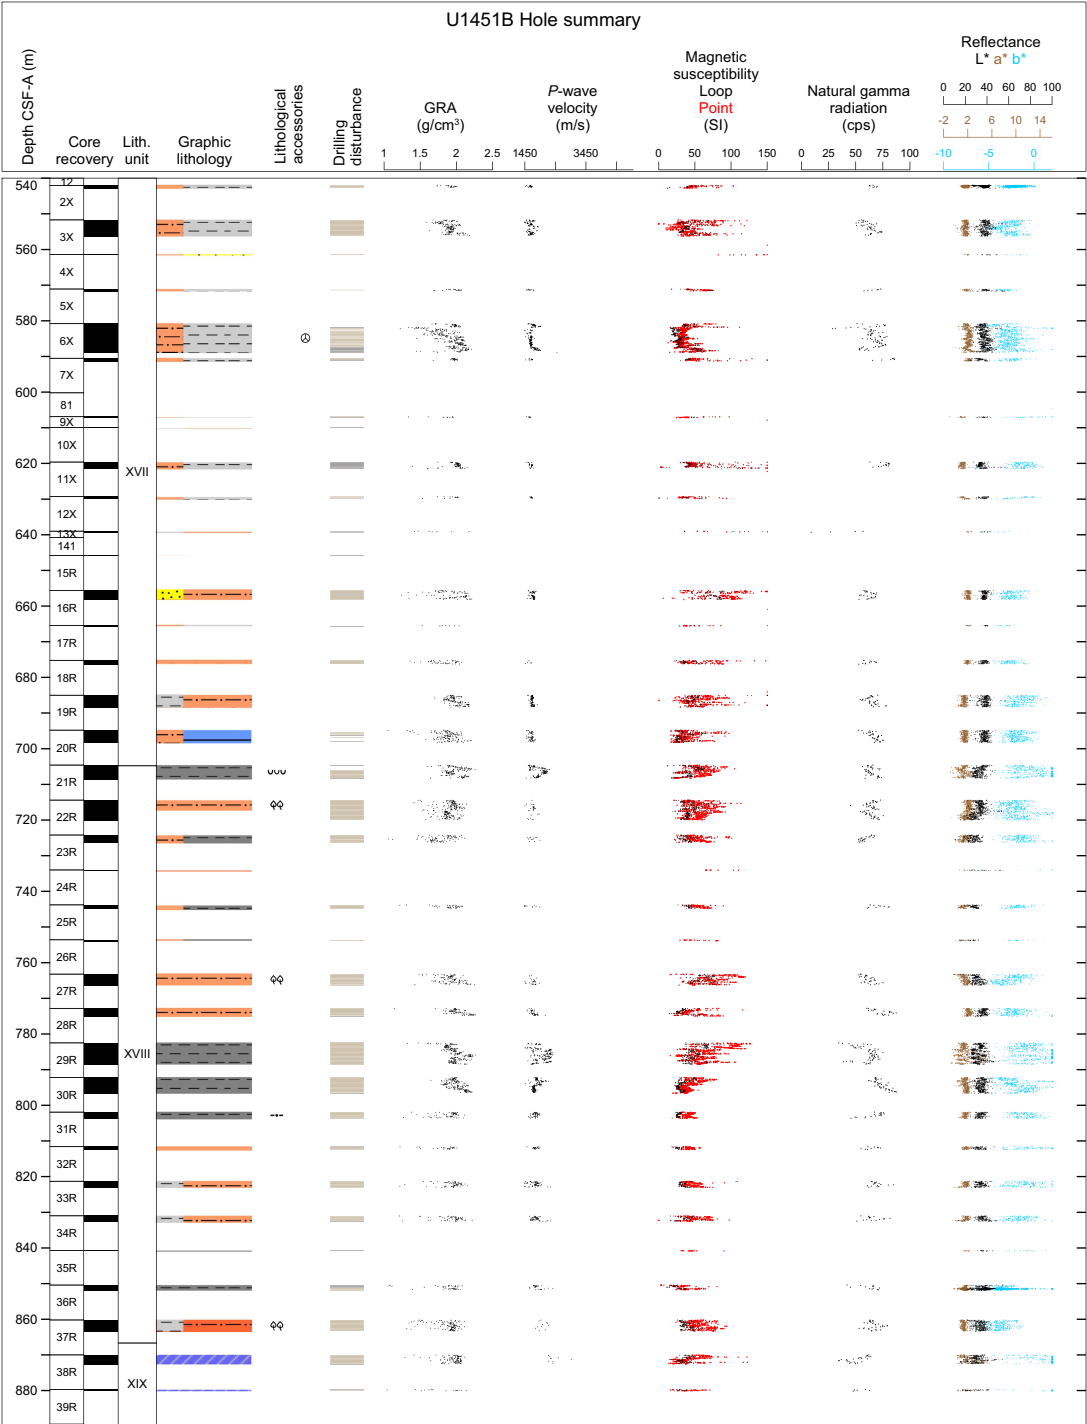 U1451B Hole summary
Depth CSF-A (m)
Core
recovery
Lith.
unit
Graphic
lithology
Lithological
accessories
Drilling
disturbance
GRA
(g/cm³)
1 1.5 2 2.5
P-wave
velocity
(m/s)
1450 3450
Magnetic
susceptibility
Loop
Point
(SI)
0 50 100 150
Natural gamma
radiation
(cps)
0 25 50 75 100
Reflectance
L* a* b*
0 20 40 60 80 100
-2 2 6 10 14
-10 -5 0
540
12
2X
3X
560
4X
5X
580
6X
7X
600
81
9X
10X
620
XVII
11X
12X
640
13X
141
15R
660
16R
17R
680
18R
19R
700
20R
21R
720
22R
23R
740
24R
25R
26R
760
27R
28R
780
29R
XVIII
30R
800
31R
820
32R
33R
34R
840
35R
36R
860
37R
38R
XIX
880
39R